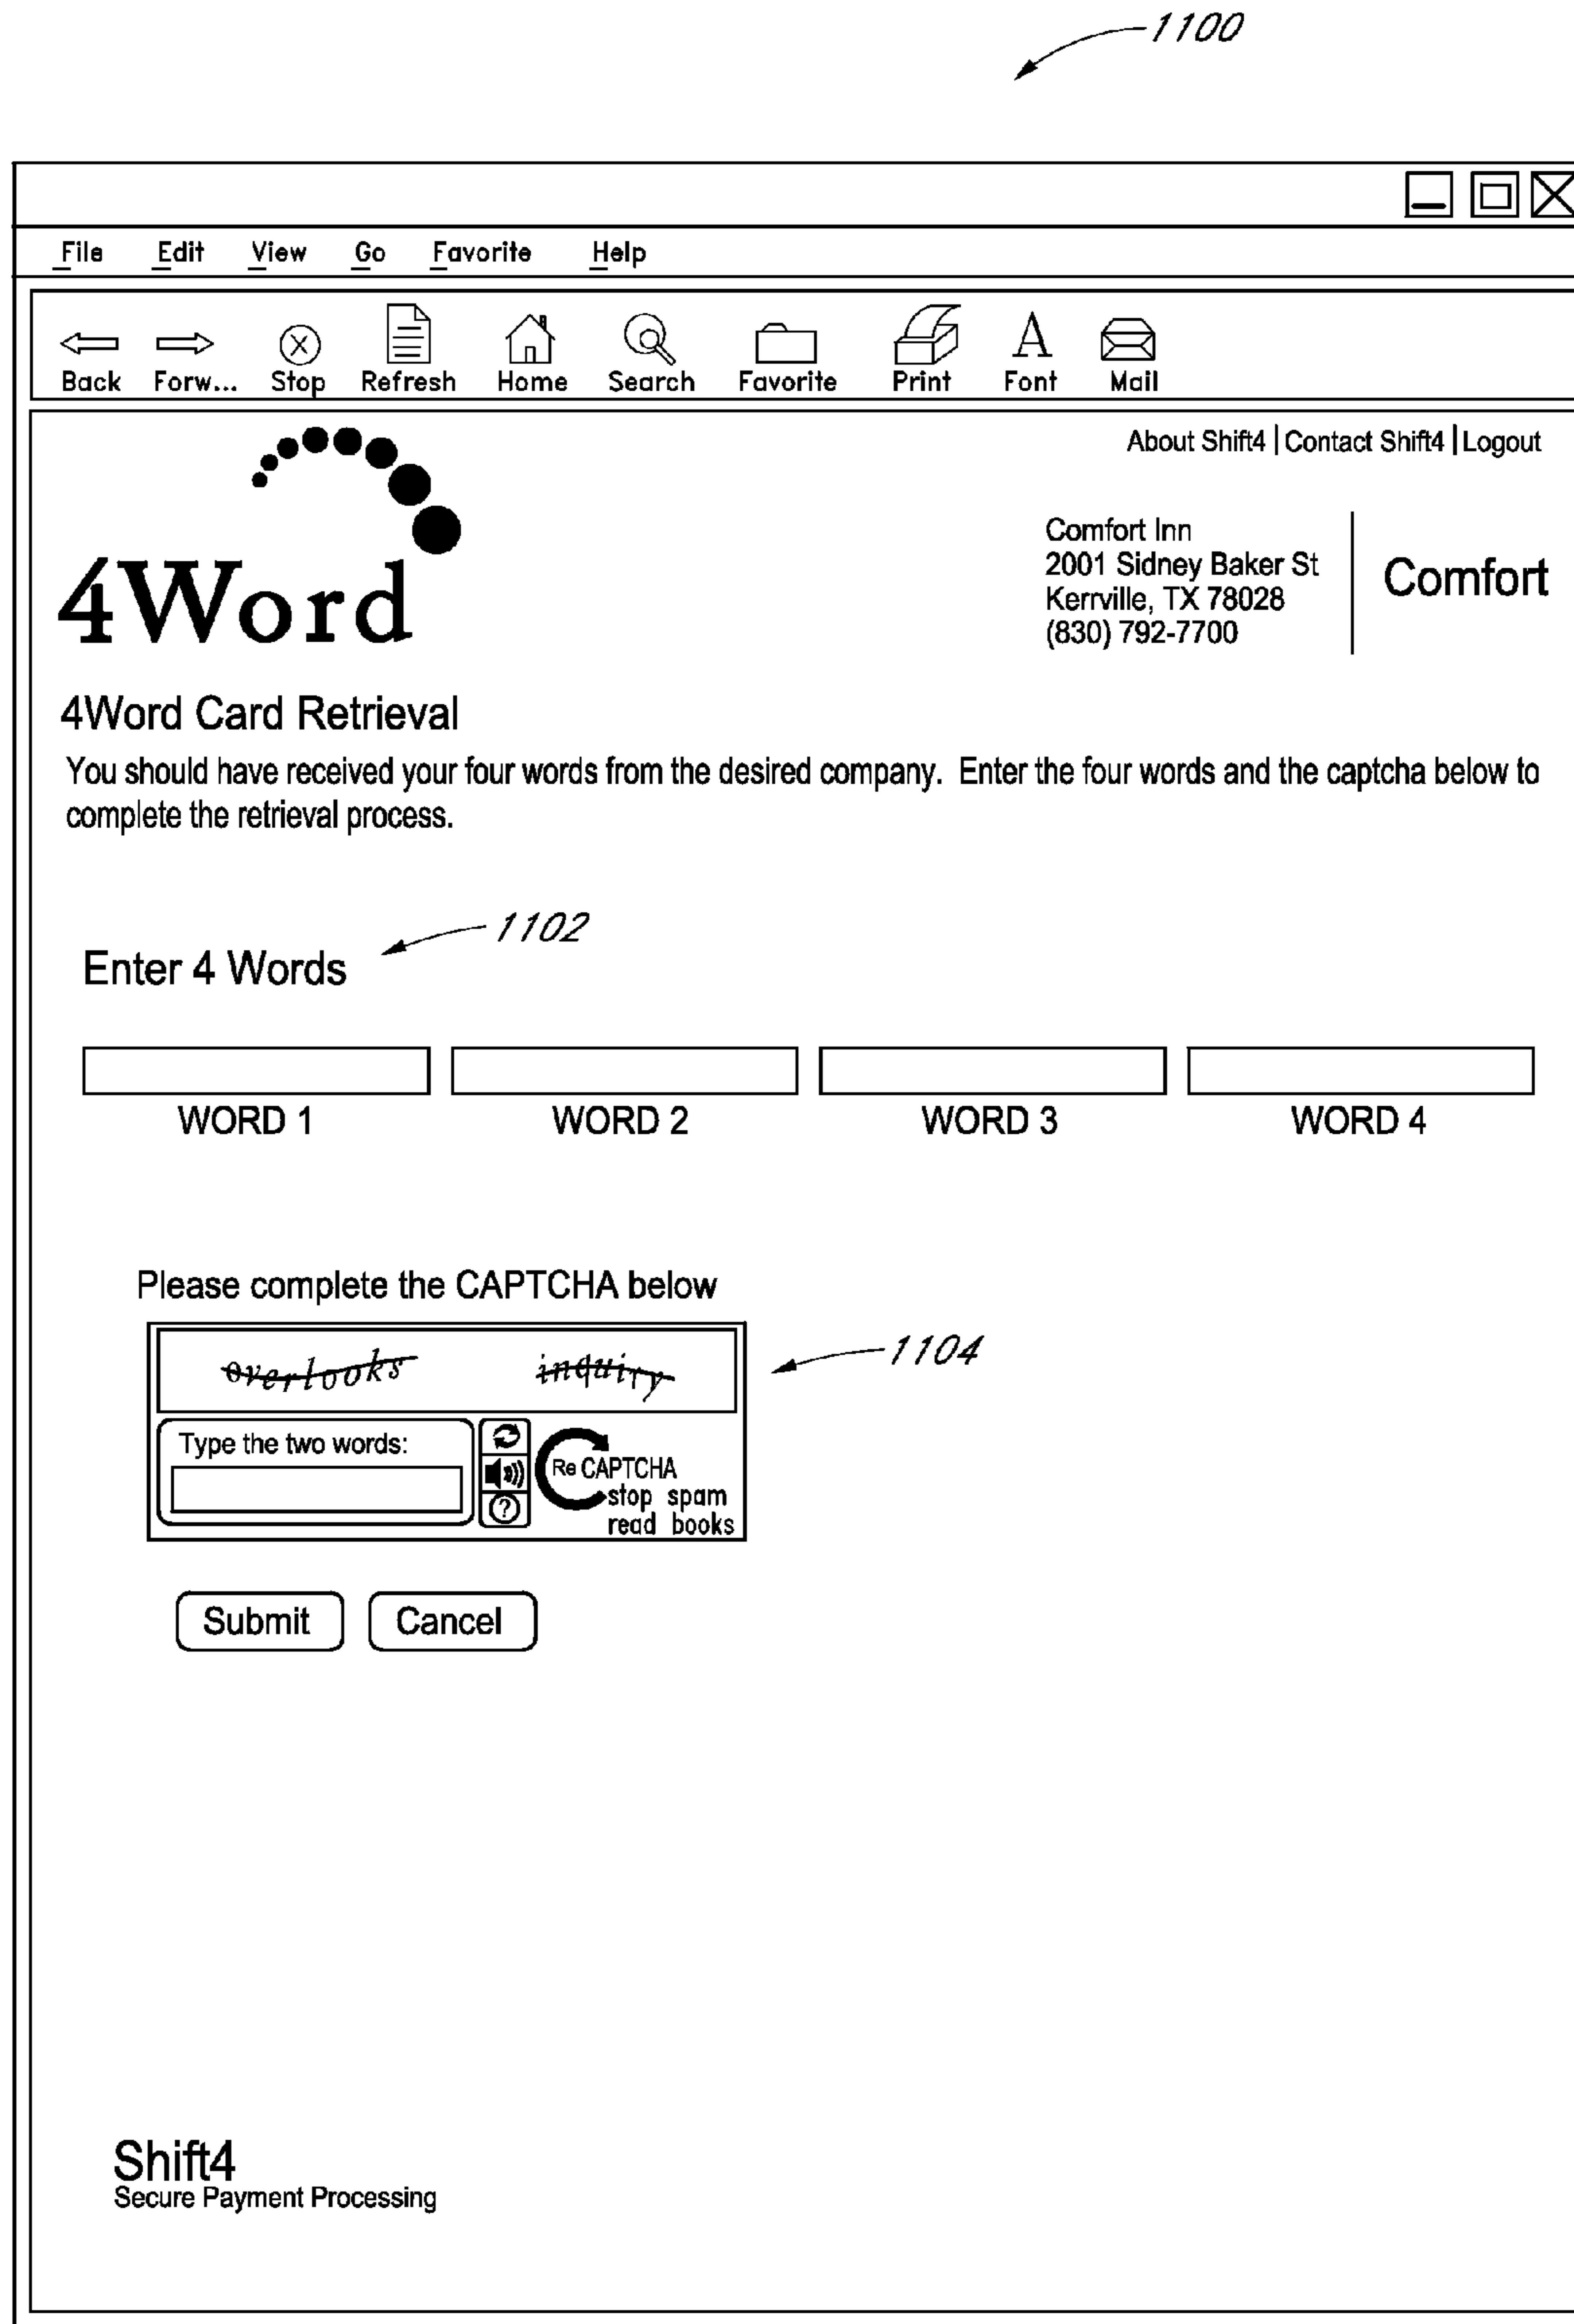 1100
File Edit View Go Favorite Help
Back Forw... Stop Refresh Home Search Favorite Print Font Mail
About Shift4 | Contact Shift4 | Logout
4Word
Comfort Inn
2001 Sidney Baker St
Kerrville, TX 78028
(830) 792-7700
Comfort
4Word Card Retrieval
You should have received your four words from the desired company. Enter the four words and the captcha below to
complete the retrieval process.
1102
Enter 4 Words
WORD 1 WORD 2 WORD 3 WORD 4
Please complete the CAPTCHA below
overlooks inquiry
1104
Type the two words:
Re CAPTCHA
stop spam
read books
Submit Cancel
Shift4
Secure Payment Processing